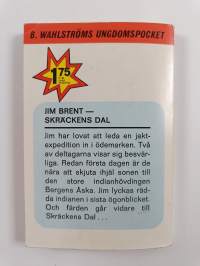 B. WAHLSTRÖMS UNGDOMSPOCKET
1.75
JIM BRENT —
SKRÄCKENS DAL
Jim har lovat att leda en jakt-
expedition in i ödemarken. Två
av deltagarna visar sig besvär-
liga. Redan första dagen är de
nära att skjuta ihjäl sonen till
den store indianhövdingen
Bergens Åska. Jim lyckas räd-
da indianen i sista ögonblicket.
Och färden går vidare till
Skräckens Dal . . .